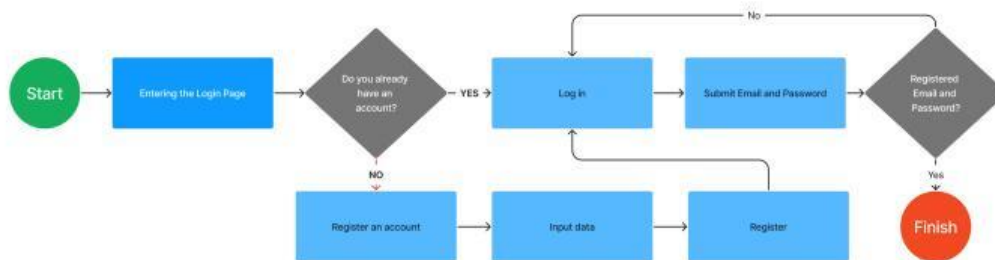 No
Start
Entering the Login Page
Do you already
have an
account?
YES
Log in
Submit Email and Password
Registered
Email and
Password?
NO
Yes
Register an account
Input data
Register
Finish